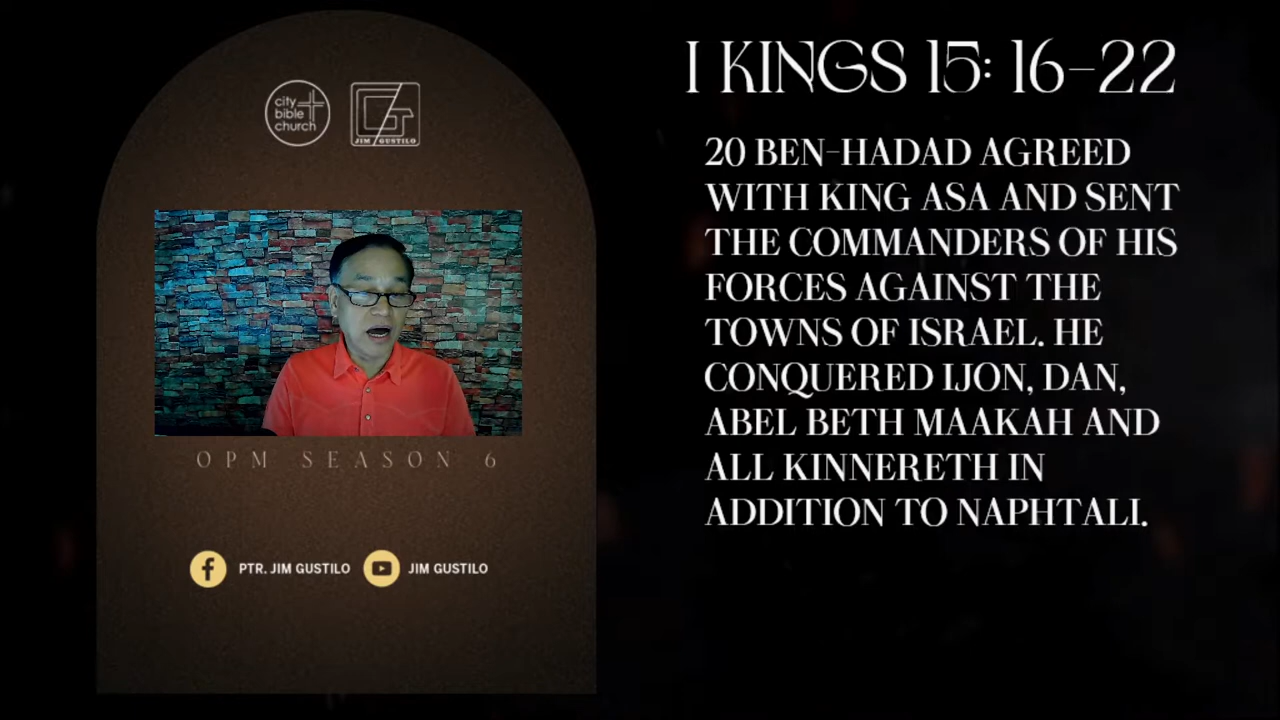 city
bible
church
JIM GUSTILO
OPM SEASON 6
PTR. JIM GUSTILO
JIM GUSTILO
I KINGS 15: 16-22
20 BEN-HADAD AGREED
WITH KING ASA AND SENT
THE COMMANDERS OF HIS
FORCES AGAINST THE
TOWNS OF ISRAEL. HE
CONQUERED IJON, DAN,
ABEL BETH MAAKAH AND
ALL KINNERETH IN
ADDITION TO NAPHTALI.